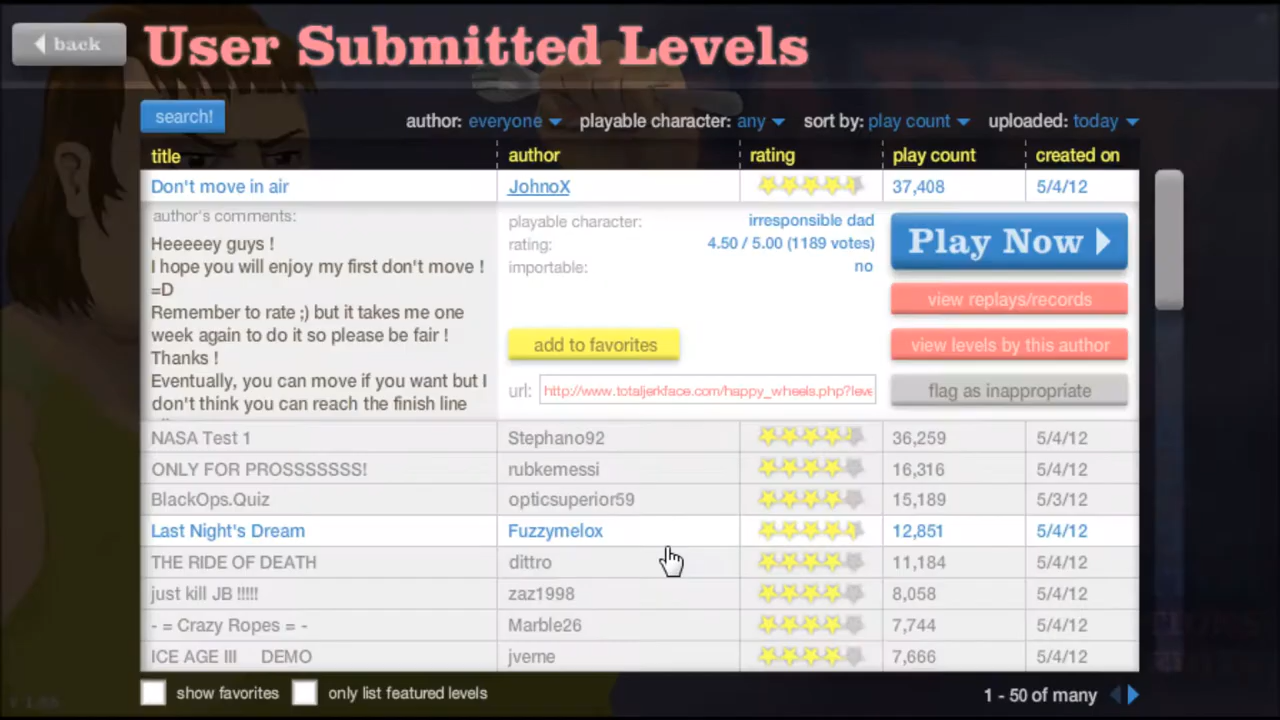 back
User Submitted Levels
search!
author: everyone playable character: any sort by: play count uploaded: today
title author rating play count created on
Don't move in air JohnoX 37,408 5/4/12
author's comments:
Heeeeey guys !
I hope you will enjoy my first don't move !
=D
Remember to rate ;) but it takes me one
week again to do it so please be fair !
Thanks !
Eventually, you can move if you want but I
don't think you can reach the finish line
playable character: irresponsible dad
rating: 4.50 / 5.00 (1189 votes)
importable: no
add to favorites
url: http://www.totaljerkface.com/happy_wheels.php?leve
Play Now
view replays/records
view levels by this author
flag as inappropriate
NASA Test 1 Stephano92 36,259 5/4/12
ONLY FOR PROSSSSSSS! rubkemessi 16,316 5/4/12
BlackOps.Quiz opticsuperior59 15,189 5/3/12
Last Night's Dream Fuzzymelox 12,851 5/4/12
THE RIDE OF DEATH dittro 11,184 5/4/12
just kill JB !!!!! zaz1998 8,058 5/4/12
- = Crazy Ropes = - Marble26 7,744 5/4/12
ICE AGE III DEMO jverne 7,666 5/4/12
show favorites only list featured levels 1 - 50 of many